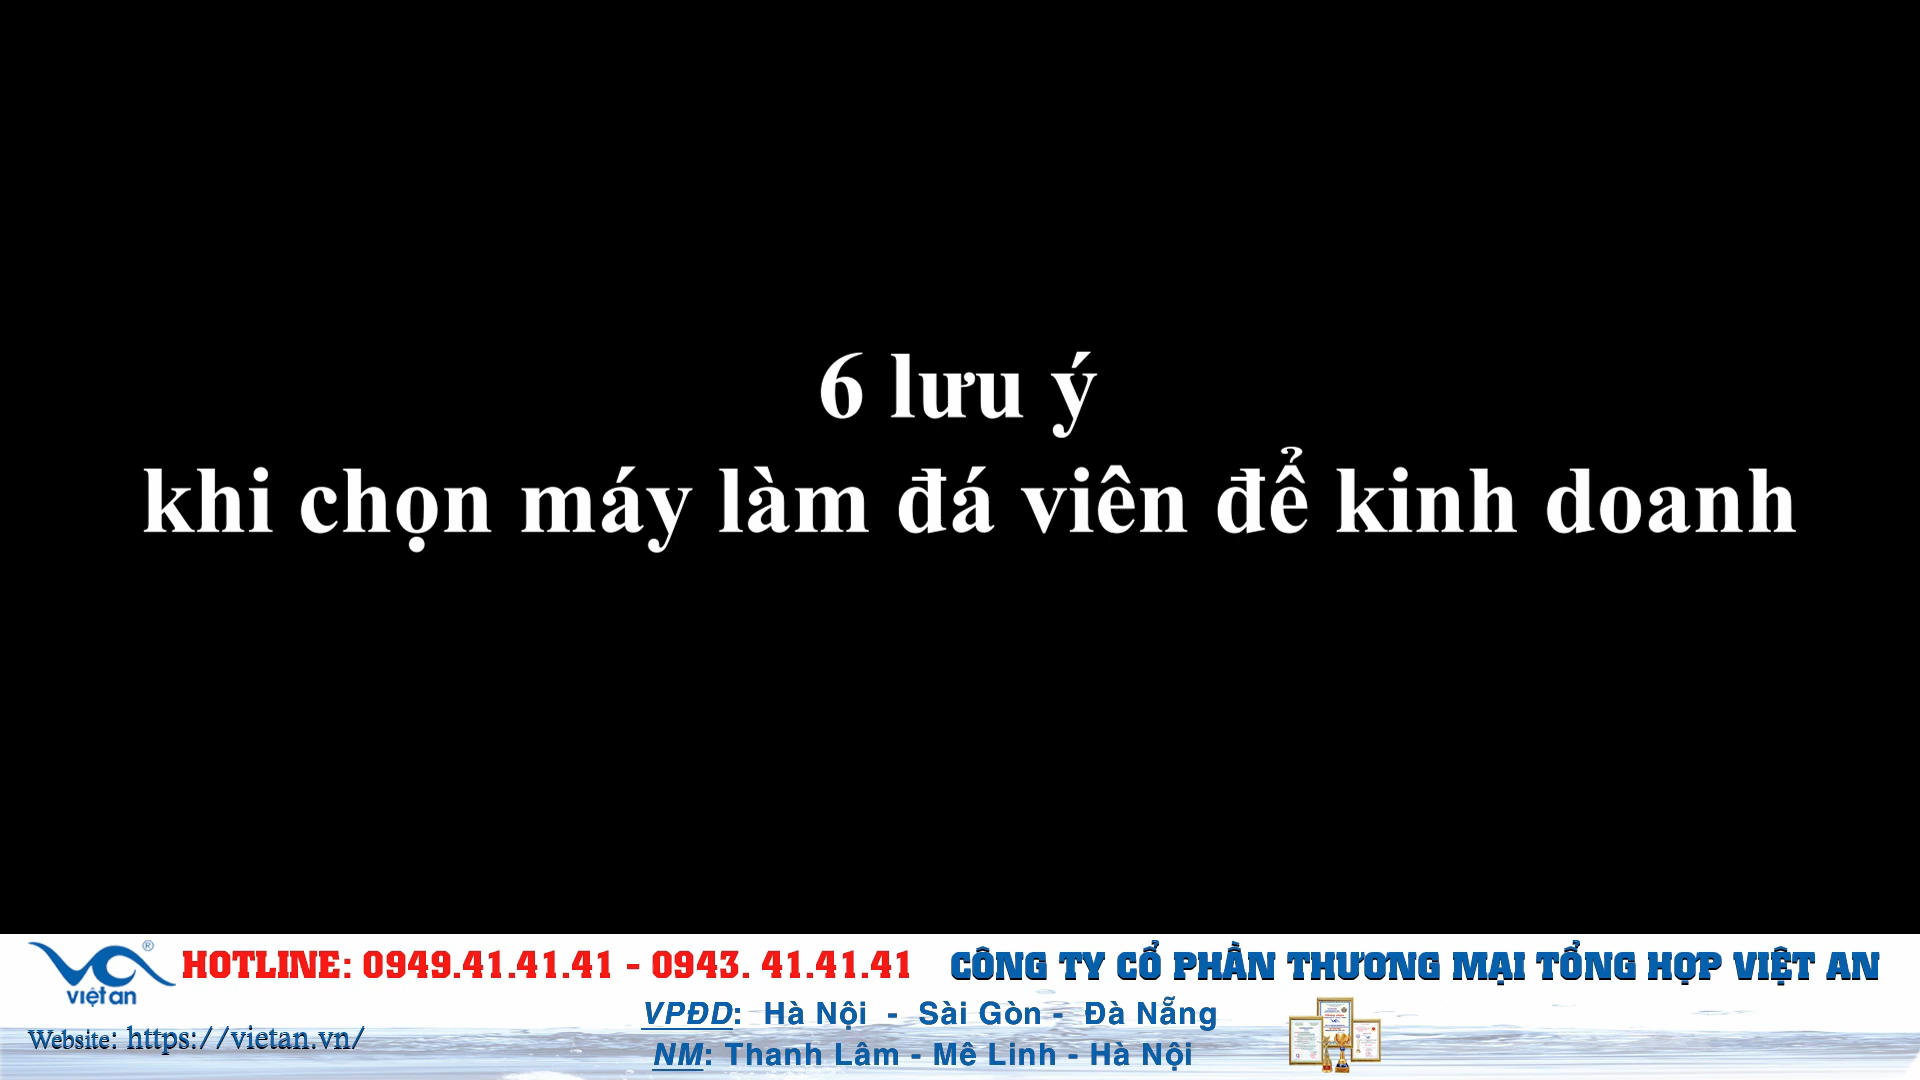 6 lưu ý
khi chọn máy làm đá viên để kinh doanh
®
việt an
HOTLINE: 0949.41.41.41 - 0943. 41.41.41
CÔNG TY CỔ PHẦN THƯƠNG MẠI TỔNG HỢP VIỆT AN
VPĐD: Hà Nội - Sài Gòn - Đà Nẵng
Website: https://vietan.vn/
NM: Thanh Lâm - Mê Linh - Hà Nội